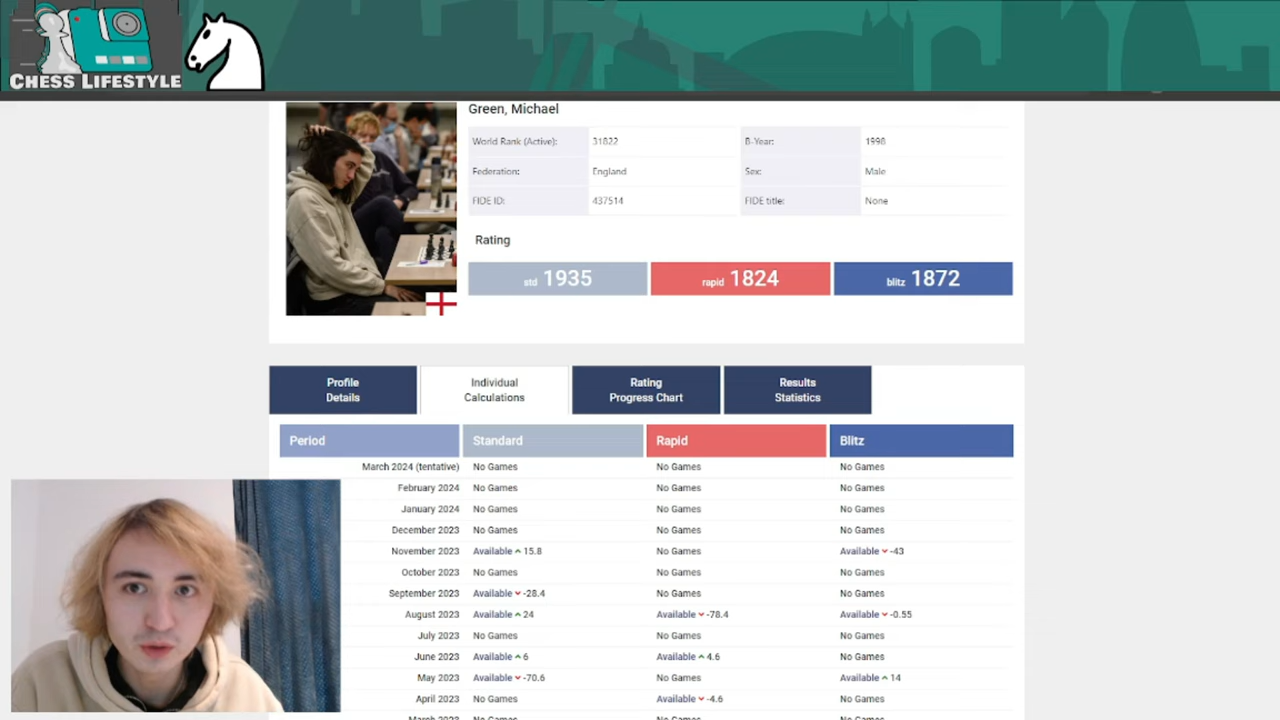 CHESS LIFESTYLE
Green, Michael
World Rank (Active): 31822 B-Year: 1998
Federation: England Sex: Male
FIDE ID: 437514 FIDE title: None
Rating
std 1935 rapid 1824 blitz 1872
Profile Details Individual Calculations Rating Progress Chart Results Statistics
Period Standard Rapid Blitz
March 2024 (tentative) No Games No Games No Games
February 2024 No Games No Games No Games
January 2024 No Games No Games No Games
December 2023 No Games No Games No Games
November 2023 Available 15.8 No Games Available -43
October 2023 No Games No Games No Games
September 2023 Available -28.4 No Games No Games
August 2023 Available 24 Available -78.4 Available -0.55
July 2023 No Games No Games No Games
June 2023 Available 6 Available 4.6 No Games
May 2023 Available -70.6 No Games Available 14
April 2023 No Games Available -4.6 No Games